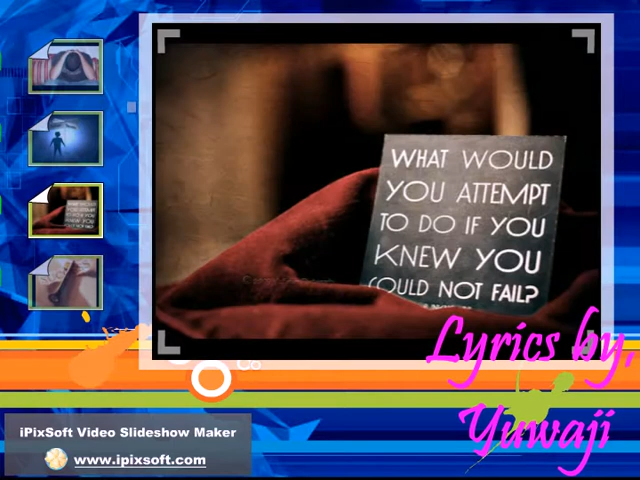 WHAT WOULD
YOU ATTEMPT
TO DO IF YOU
KNEW YOU
COULD NOT FAIL?
Lyrics by,
Yuwaji
iPixSoft Video Slideshow Maker
www.ipixsoft.com